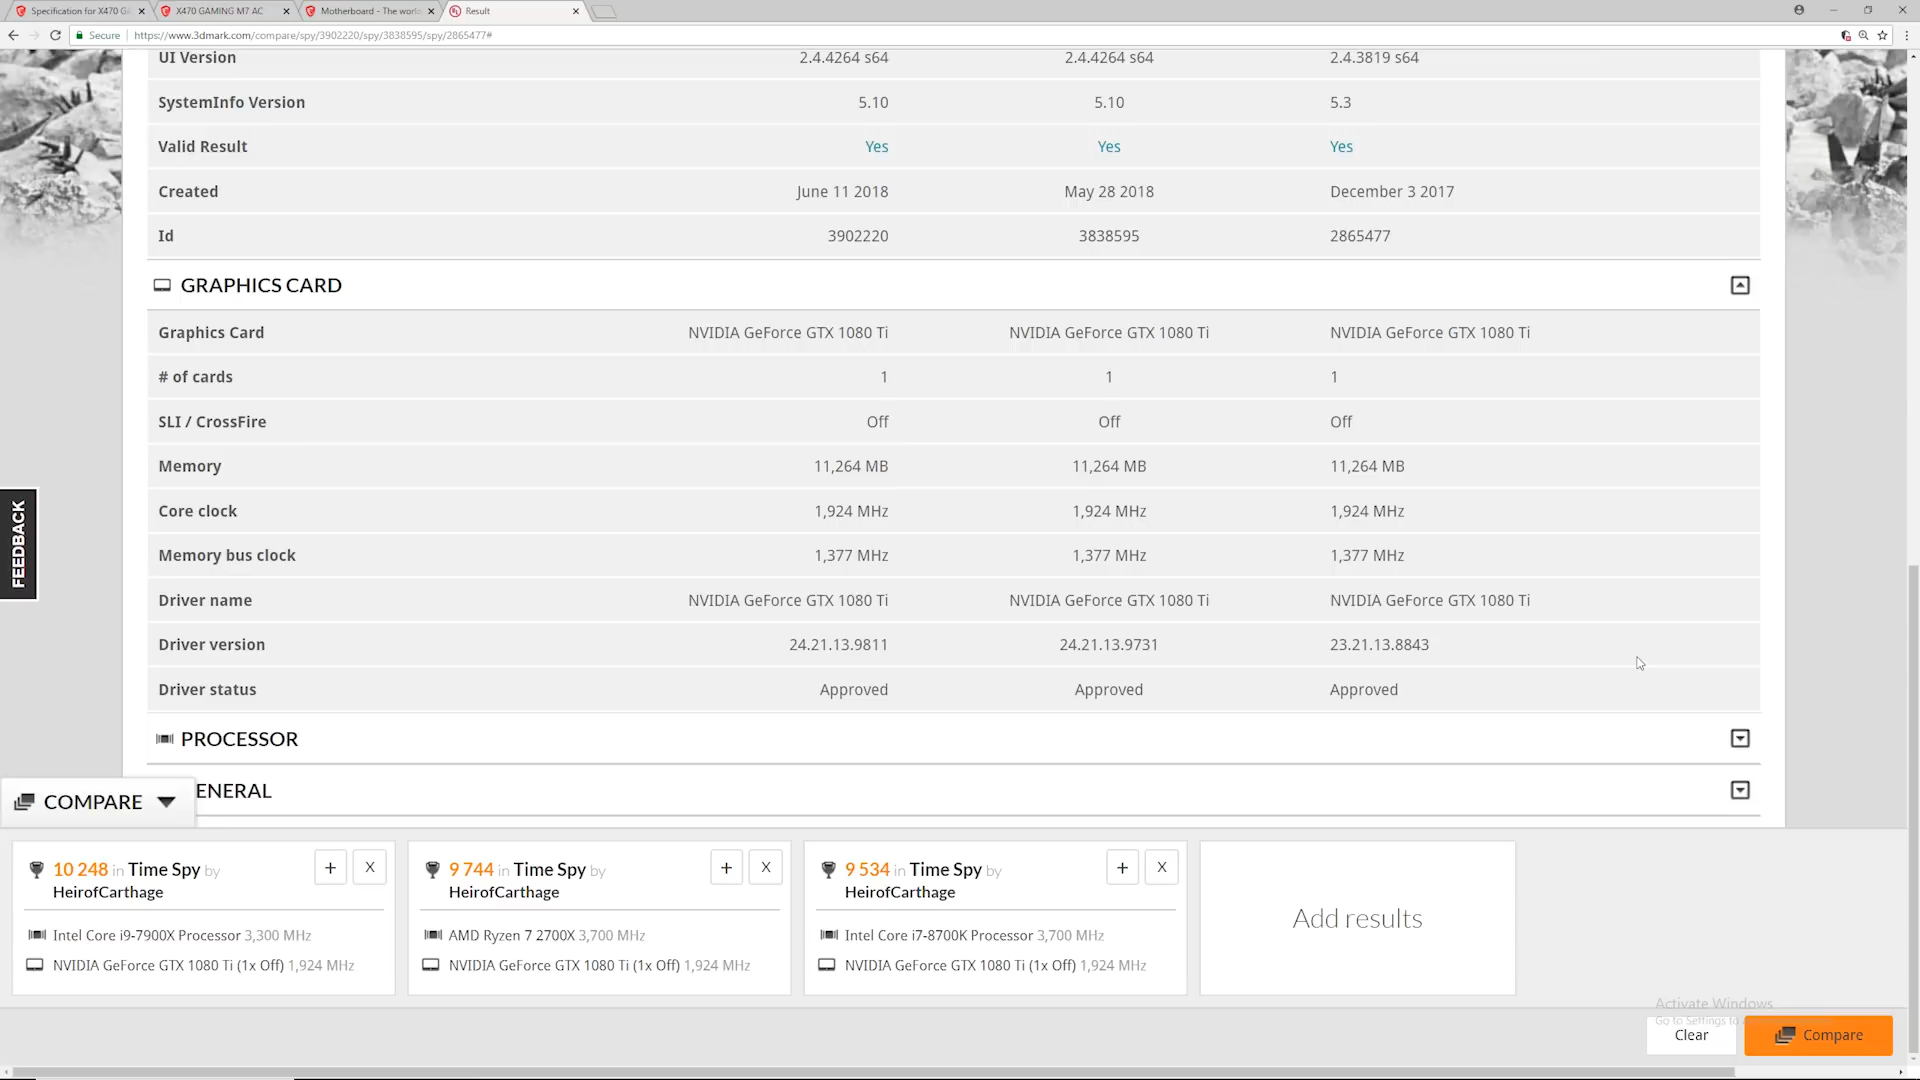 Specification for X470 G
X470 GAMING M7 AC
Motherboard - The worl
Result
Secure
https://www.3dmark.com/compare/spy/3902220/spy/3838595/spy/2865477#
UI Version 2.4.4264 s64 2.4.4264 s64 2.4.3819 s64
SystemInfo Version 5.10 5.10 5.3
Valid Result Yes Yes Yes
Created June 11 2018 May 28 2018 December 3 2017
Id 3902220 3838595 2865477
GRAPHICS CARD
Graphics Card NVIDIA GeForce GTX 1080 Ti NVIDIA GeForce GTX 1080 Ti NVIDIA GeForce GTX 1080 Ti
# of cards 1 1 1
SLI / CrossFire Off Off Off
Memory 11,264 MB 11,264 MB 11,264 MB
Core clock 1,924 MHz 1,924 MHz 1,924 MHz
Memory bus clock 1,377 MHz 1,377 MHz 1,377 MHz
Driver name NVIDIA GeForce GTX 1080 Ti NVIDIA GeForce GTX 1080 Ti NVIDIA GeForce GTX 1080 Ti
Driver version 24.21.13.9811 24.21.13.9731 23.21.13.8843
Driver status Approved Approved Approved
FEEDBACK
PROCESSOR
ENERAL
COMPARE
10 248 in Time Spy by
HeirofCarthage
+ X
Intel Core i9-7900X Processor 3,300 MHz
NVIDIA GeForce GTX 1080 Ti (1x Off) 1,924 MHz
9 744 in Time Spy by
HeirofCarthage
+ X
AMD Ryzen 7 2700X 3,700 MHz
NVIDIA GeForce GTX 1080 Ti (1x Off) 1,924 MHz
9 534 in Time Spy by
HeirofCarthage
+ X
Intel Core i7-8700K Processor 3,700 MHz
NVIDIA GeForce GTX 1080 Ti (1x Off) 1,924 MHz
Add results
Activate Windows
Go to Settings to
Clear
Compare